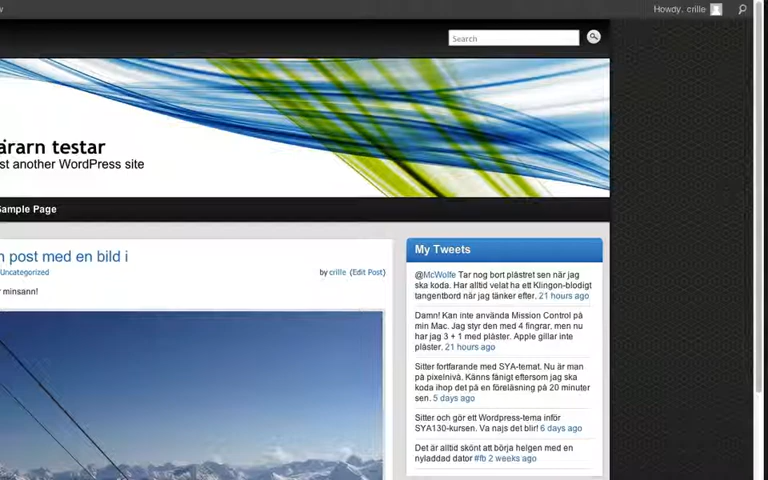 Howdy, crille
Search
ärarn testar
st another WordPress site
Sample Page
post med en bild i
Uncategorized
by crille (Edit Post)
minsann!
My Tweets
@McWolfe Tar nog bort plåstret sen när jag
ska koda. Har alltid velat ha ett Klingon-blodigt
tangentbord när jag tänker efter. 21 hours ago
Damn! Kan inte använda Mission Control på
min Mac. Jag styr den med 4 fingrar, men nu
har jag 3 + 1 med plåster. Apple gillar inte
plåster. 21 hours ago
Sitter fortfarande med SYA-temat. Nu är man
på pixelnivå. Känns fånigt eftersom jag ska
koda ihop det på en föreläsning på 20 minuter
sen. 5 days ago
Sitter och gör ett Wordpress-tema inför
SYA130-kursen. Va najs det blir! 6 days ago
Det är alltid skönt att börja helgen med en
nyladdad dator #fb 2 weeks ago